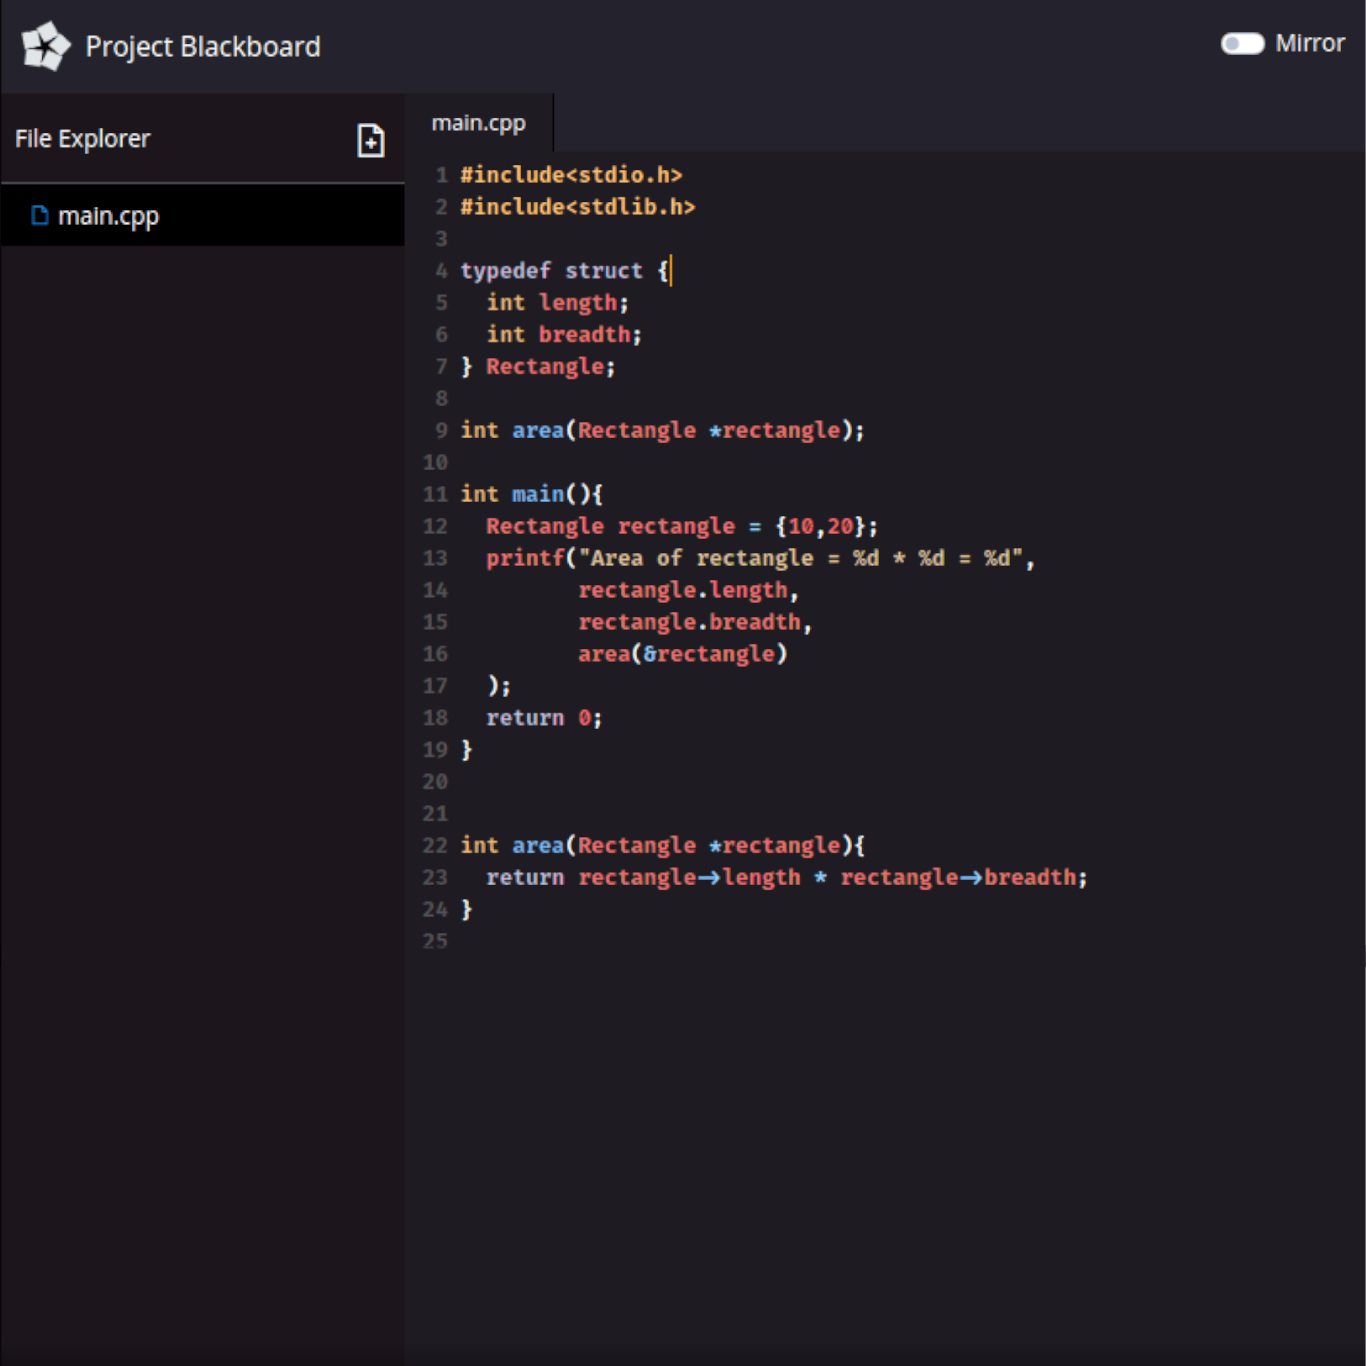 Project Blackboard
Mirror
File Explorer
main.cpp
main.cpp
1 #include<stdio.h>
2 #include<stdlib.h>
3
4 typedef struct {
5   int length;
6   int breadth;
7 } Rectangle;
8
9 int area(Rectangle *rectangle);
10
11 int main(){
12   Rectangle rectangle = {10,20};
13   printf("Area of rectangle = %d * %d = %d",
14          rectangle.length,
15          rectangle.breadth,
16          area(&rectangle)
17   );
18   return 0;
19 }
20
21
22 int area(Rectangle *rectangle){
23   return rectangle->length * rectangle->breadth;
24 }
25